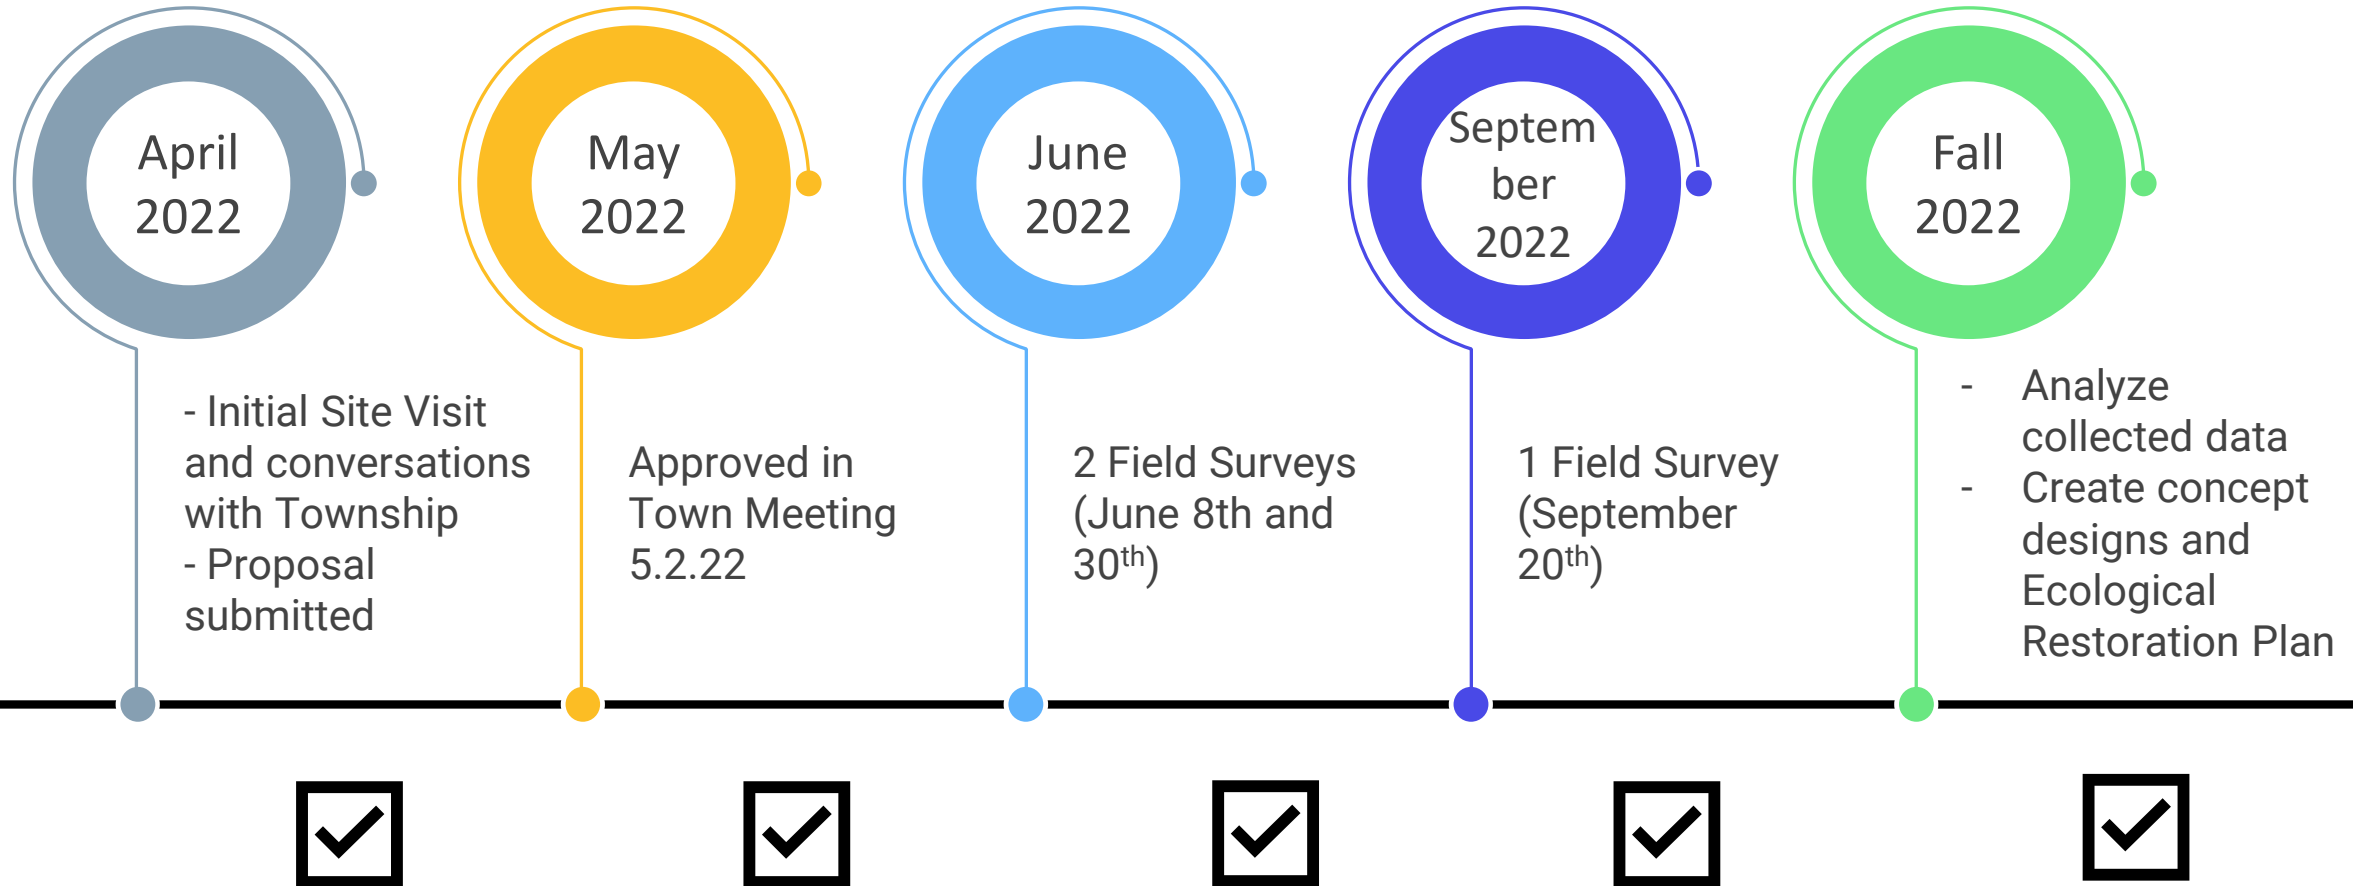 April
2022
May
2022
June
2022
Septem
ber
2022
Fall
2022
- Initial Site Visit
and conversations
with Township
- Proposal
submitted
Approved in
Town Meeting
5.2.22
2 Field Surveys
(June 8th and
30th)
1 Field Survey
(September
20th)
- Analyze
collected data
- Create concept
designs and
Ecological
Restoration Plan